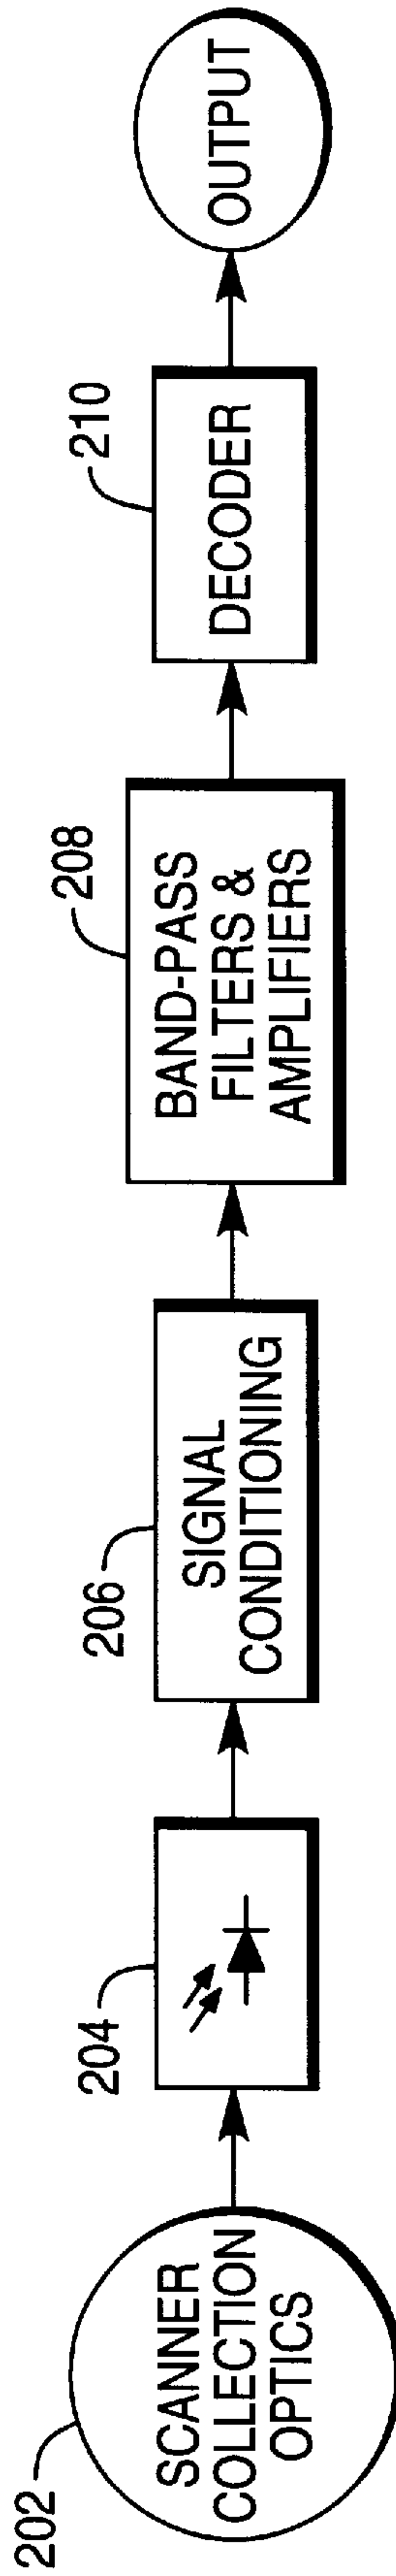 202
SCANNER
COLLECTION
OPTICS
204
206
SIGNAL
CONDITIONING
208
BAND-PASS
FILTERS &
AMPLIFIERS
210
DECODER
OUTPUT